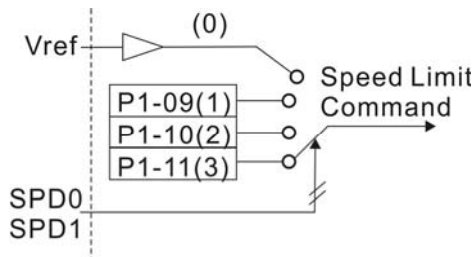 (0)
Vref
Speed Limit
Command
P1-09(1)
P1-10(2)
P1-11(3)
SPD0
SPD1